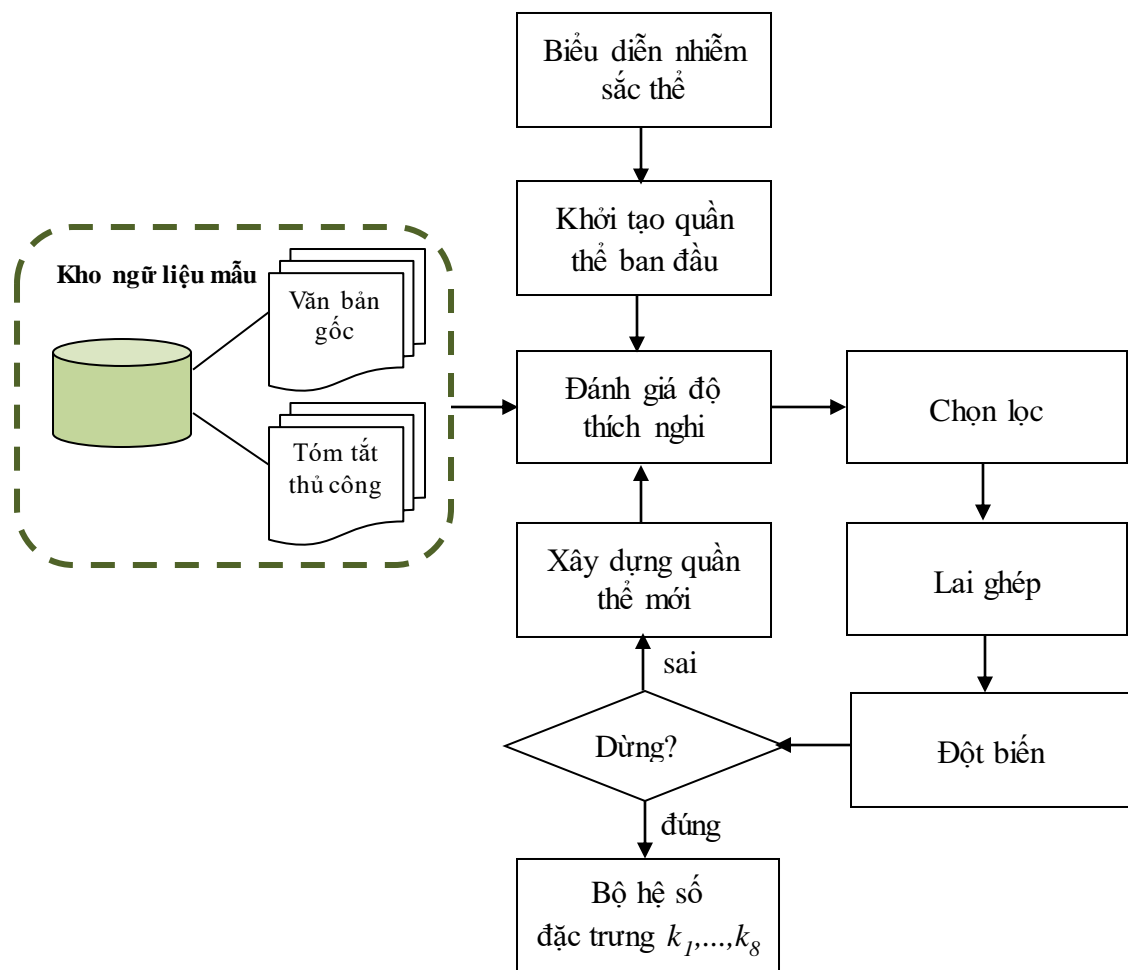 Biểu diễn nhiễm
sắc thể
Khởi tạo quần
thể ban đầu
Kho ngữ liệu mẫu
Văn bản
gốc
Tóm tắt
thủ công
Đánh giá độ
thích nghi
Chọn lọc
Xây dựng quần
thể mới
Lai ghép
sai
Dừng?
Đột biến
đúng
Bộ hệ số
đặc trưng k1,...,k8